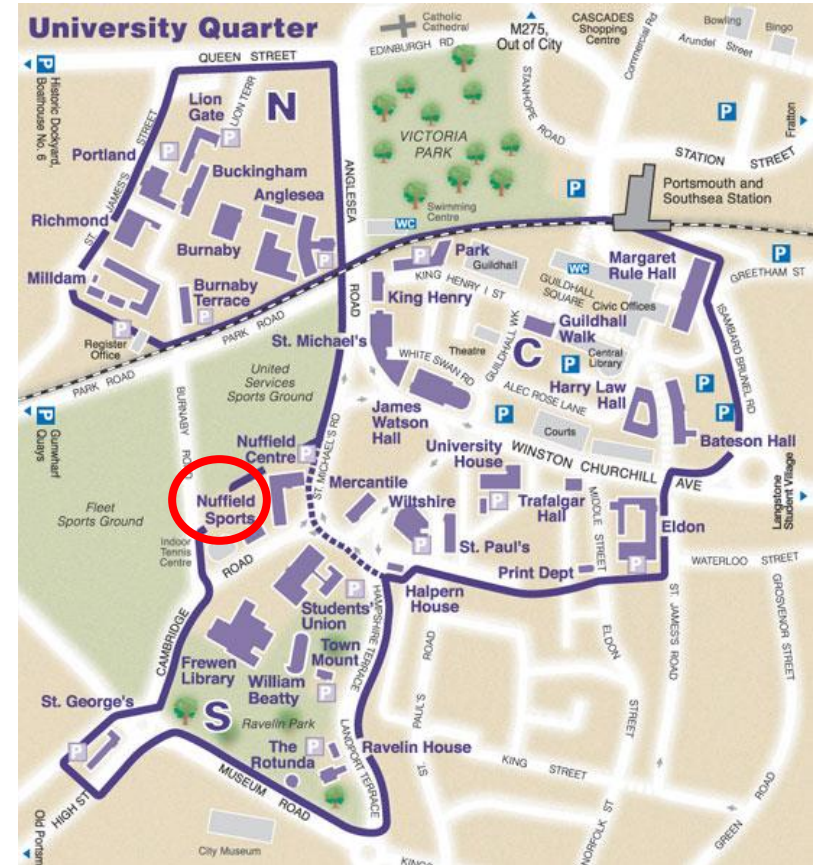 University Quarter
QUEEN STREET
Catholic
Cathedral
EDINBURGH RD
M275,
Out of City
CASCADES
Shopping
Centre
Commercial Rd
Bowling
Bingo
Arundel Street
P
Historic Dockyard,
Boathouse No. 6
Lion
Gate
LION TERR
N
STANHOPE ROAD
P
Fratton
Portland
P
P
ST JAMES'S STREET
VICTORIA
PARK
STATION STREET
Buckingham
ANGLESEA
ROAD
Anglesea
P
Portsmouth and
Southsea Station
Richmond
Swimming
Centre
WC
Burnaby
P
Park
P
Margaret
Rule Hall
P
Milldam
Guildhall
WC
GREETHAM ST
KING HENRY I ST
GUILDHALL
SQUARE
Burnaby
Terrace
P
King Henry
Civic Offices
P
Register
Office
PARK ROAD
St. Michael's
Guildhall
Walk
GUILDHALL WK
Theatre
C
Central
Library
ISAMBARD BRUNEL RD
WHITE SWAN RD
PARK ROAD
United
Services
Sports Ground
P
ALEC ROSE LANE
Harry Law
Hall
P
BURNABY ROAD
P
Gunwharf
Quays
James
Watson
Hall
P
P
Courts
Bateson Hall
Nuffield
Centre
P
ST. MICHAEL'S RD
University
House
WINSTON CHURCHILL AVE
Mercantile
Nuffield
Sports
Wiltshire
P
Trafalgar
Hall
MIDDLE STREET
Langstone
Student Village
Fleet
Sports Ground
Eldon
Indoor
Tennis
Centre
P
St. Paul's
P
WATERLOO STREET
CAMBRIDGE ROAD
Print Dept
P
Halpern
House
Students'
Union
HAMPSHIRE TERRACE
ST. JAMES'S ROAD
GROSVENOR STREET
ELDON STREET
Town
Mount
Frewen
Library
William
Beatty
P
ST. PAUL'S ROAD
St. George's
S
Ravelin Park
P
The
Rotunda
P
Ravelin House
LANDPORT TERRACE
KING STREET
MUSEUM ROAD
HIGH ST
GREEN ROAD
NORFOLK ST
Old Portsm
City Museum
KINGS